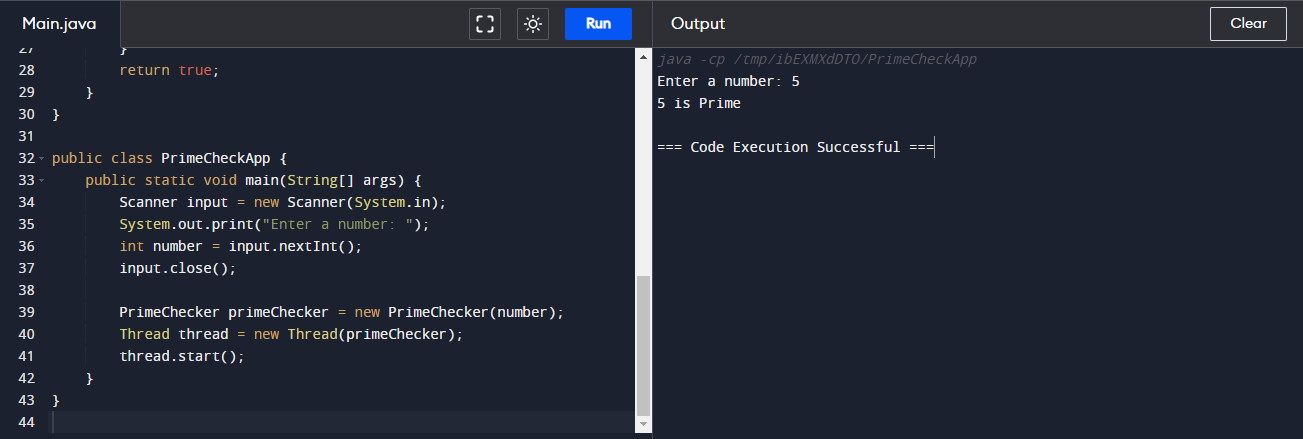 Main.java
Run
27 }
28 return true;
29 }
30 }
31
32 public class PrimeCheckApp {
33 public static void main(String[] args) {
34 Scanner input = new Scanner(System.in);
35 System.out.print("Enter a number: ");
36 int number = input.nextInt();
37 input.close();
38
39 PrimeChecker primeChecker = new PrimeChecker(number);
40 Thread thread = new Thread(primeChecker);
41 thread.start();
42 }
43 }
44
Output
Clear
java -cp /tmp/ibEXMXdDTO/PrimeCheckApp
Enter a number: 5
5 is Prime
=== Code Execution Successful ===